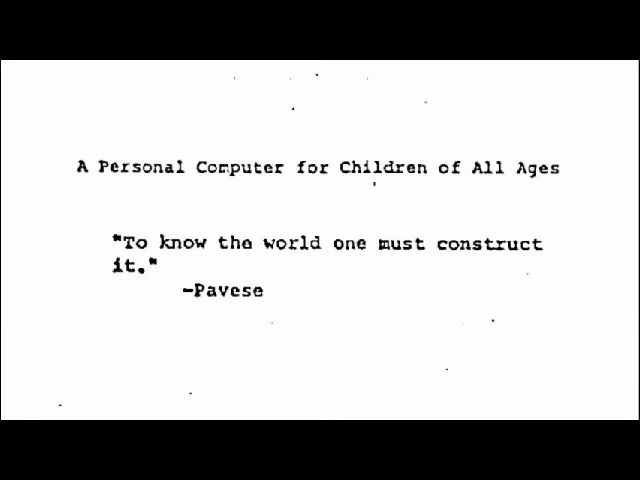 A Personal Computer for Children of All Ages
"To know the world one must construct
it."
-Pavese